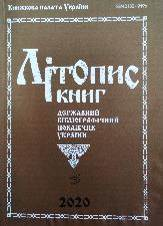 Книжкова палата України
Літопис
книг
ДЕРЖАВНИЙ
БІБЛІОГРАФІЧНИЙ
ПОКАЖЧИК
УКРАЇНИ
2020